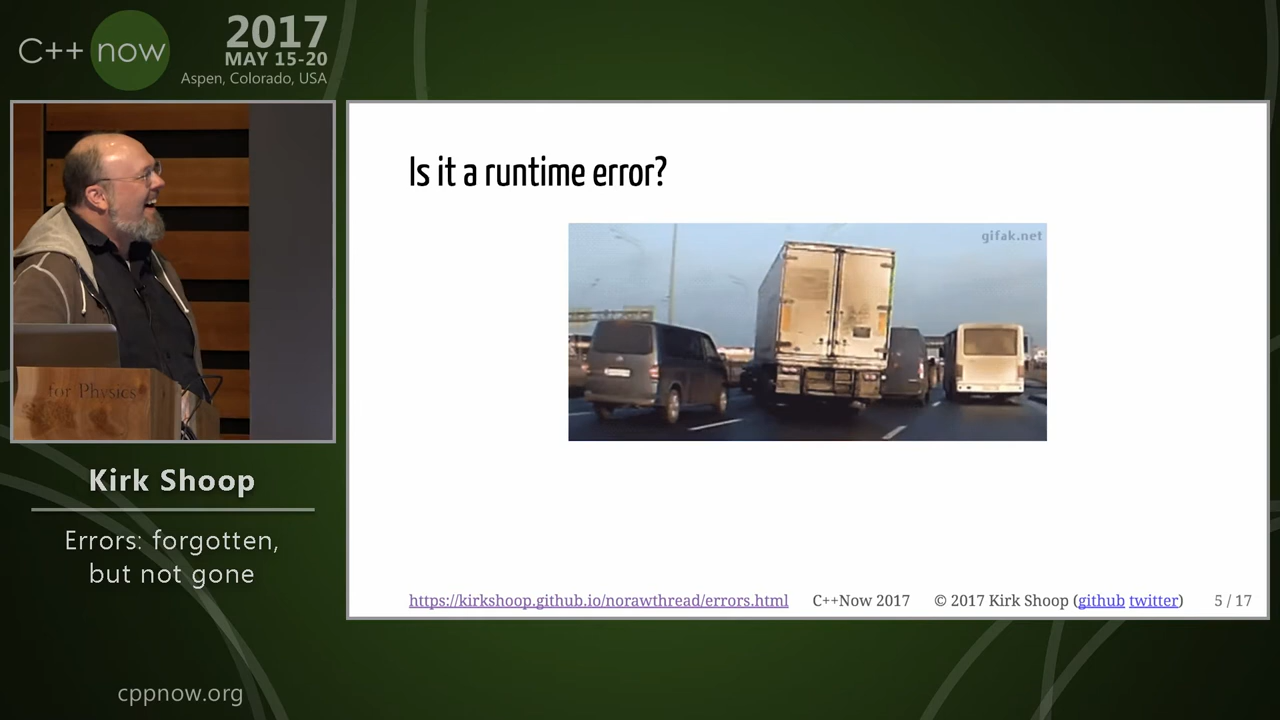 C++ now
2017
MAY 15-20
Aspen, Colorado, USA
for Physics
Kirk Shoop
Errors: forgotten,
but not gone
cppnow.org
Is it a runtime error?
gifak.net
https://kirkshoop.github.io/norawthread/errors.html C++Now 2017 © 2017 Kirk Shoop (github twitter) 5 / 17